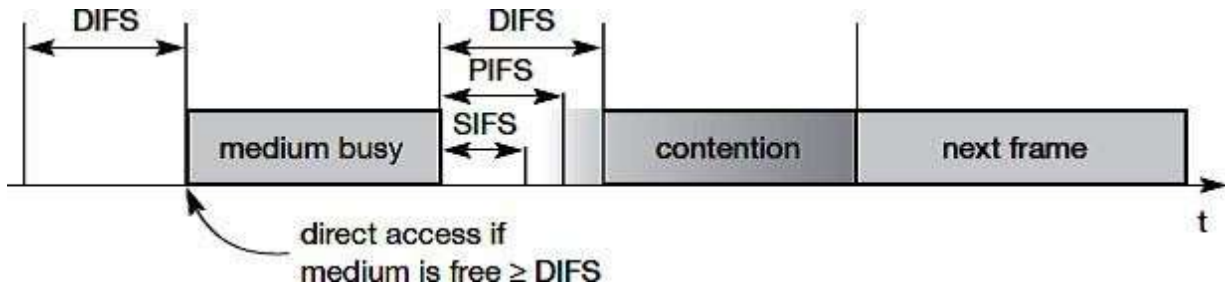 DIFS
DIFS
PIFS
SIFS
medium busy
contention
next frame
t
direct access if
medium is free ≥ DIFS